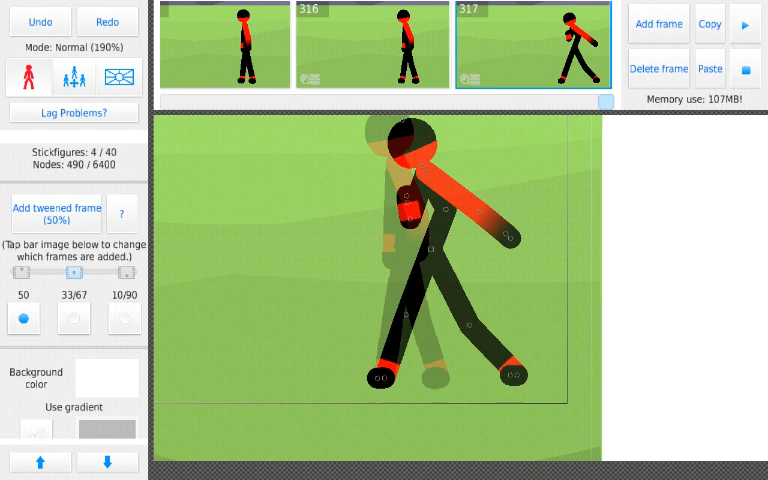 Undo
Redo
Mode: Normal (190%)
Lag Problems?
Stickfigures: 4 / 40
Nodes: 490 / 6400
Add tweened frame
(50%)
?
(Tap bar image below to change
which frames are added.)
50
33/67
10/90
Background
color
Use gradient
316
317
Add frame
Copy
Delete frame
Paste
Memory use: 107MB!